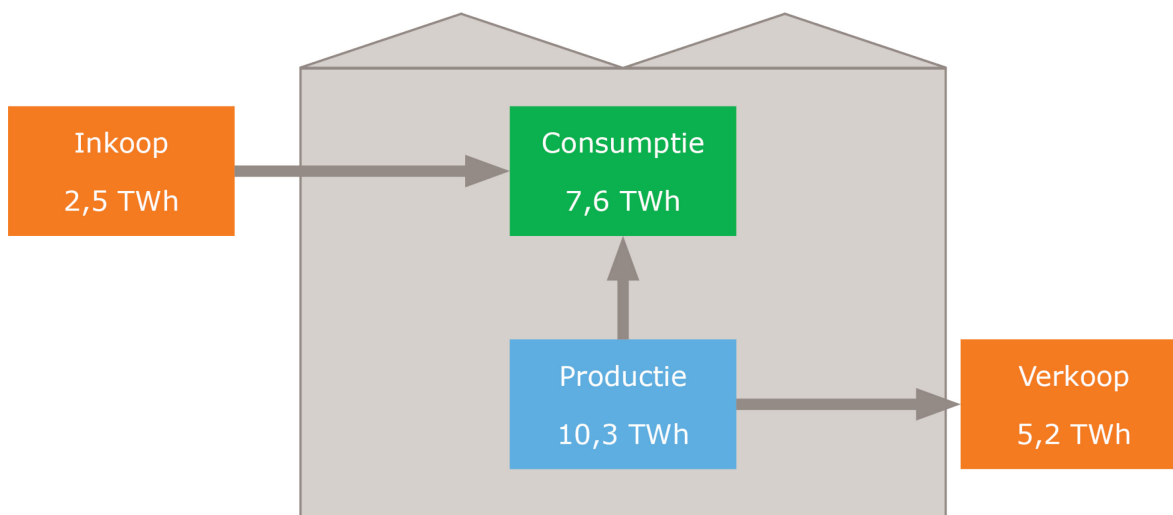 Inkoop
2,5 TWh
Consumptie
7,6 TWh
Productie
10,3 TWh
Verkoop
5,2 TWh